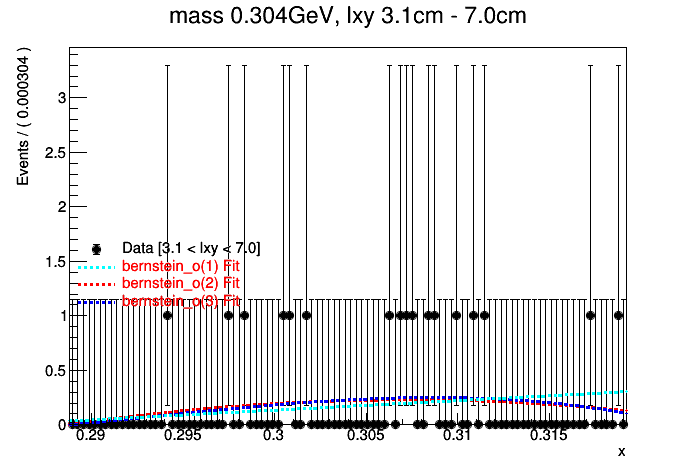 mass 0.304GeV, lxy 3.1cm - 7.0cm
Events / ( 0.000304 )
3
2.5
2
1.5
1
0.5
0
Data [3.1 < lxy < 7.0]
bernstein_o(1) Fit
bernstein_o(2) Fit
bernstein_o(3) Fit
0.29 0.295 0.3 0.305 0.31 0.315
x